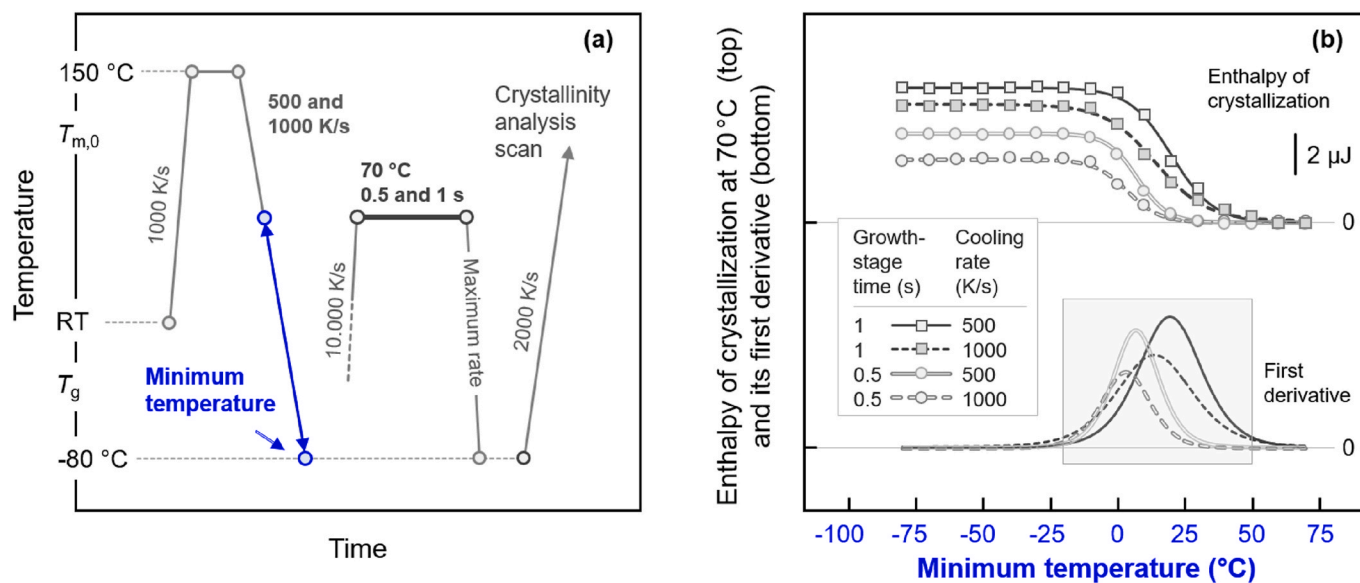 (a)
150 °C
Tm,0
500 and
1000 K/s
Crystallinity
analysis
scan
1000 K/s
70 °C
0.5 and 1 s
Temperature
RT
10.000 K/s
Maximum rate
2000 K/s
Tg
Minimum
temperature
-80 °C
Time
(b)
Enthalpy of crystallization at 70 °C (top)
and its first derivative (bottom)
Enthalpy of
crystallization
2 µJ
0
Growth-
stage
time (s)
Cooling
rate
(K/s)
1 500
1 1000
0.5 500
0.5 1000
First
derivative
0
-100 -75 -50 -25 0 25 50 75
Minimum temperature (°C)